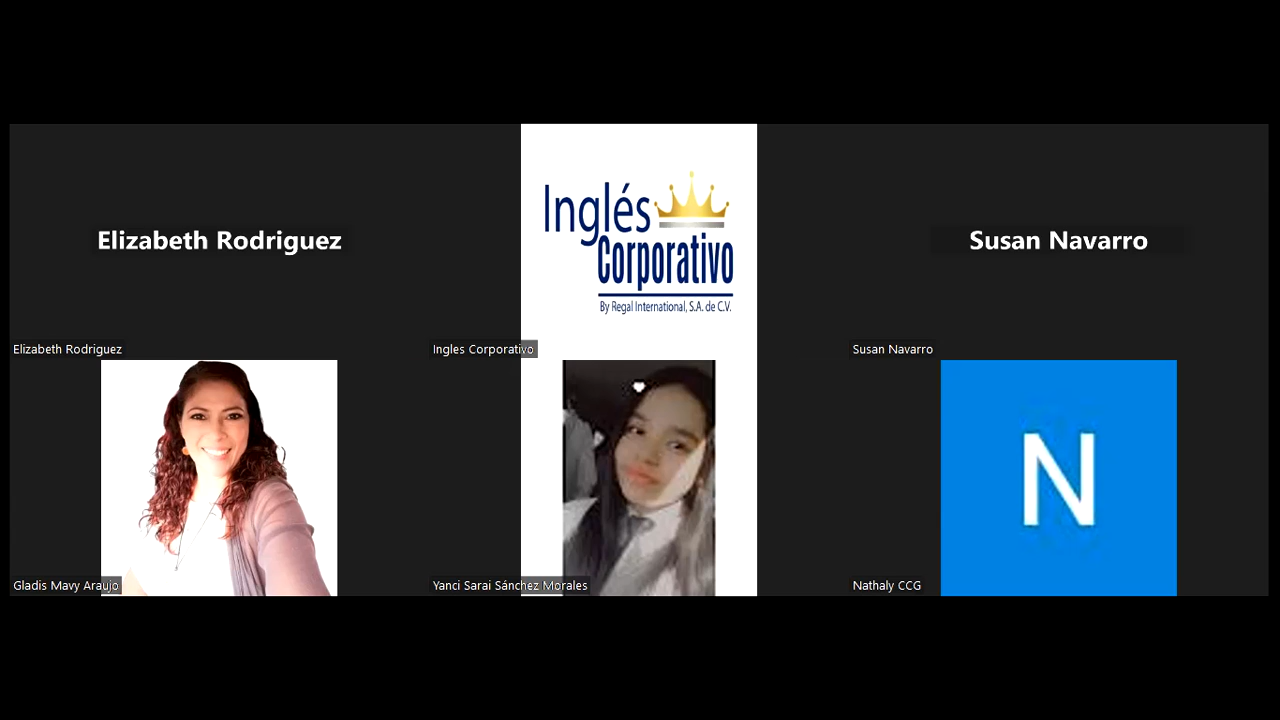 Elizabeth Rodriguez
Inglés
Corporativo
By Regal International, S.A. de C.V.
Susan Navarro
Elizabeth Rodriguez
Ingles Corporativo
Susan Navarro
N
Gladis Mavy Araujo
Yanci Sarai Sánchez Morales
Nathaly CCG